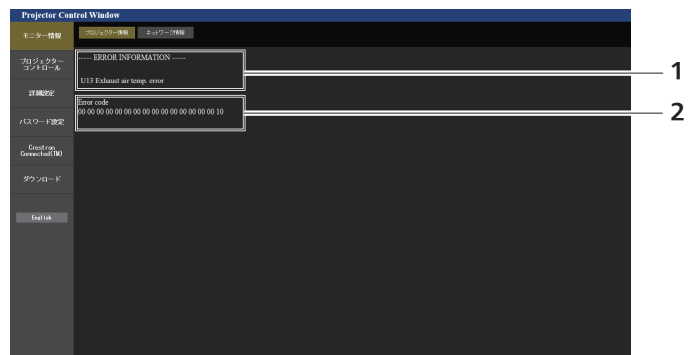 Projector Control Window
モニター情報
プロジェクター情報
ネットワーク情報
プロジェクター
コントロール
詳細設定
パスワード設定
Crestron
Connected(TM)
ダウンロード
English
----- ERROR INFORMATION -----
U13 Exhaust air temp. error
Error code
00 00 00 00 00 00 00 00 00 00 00 00 00 00 00 10
1
2